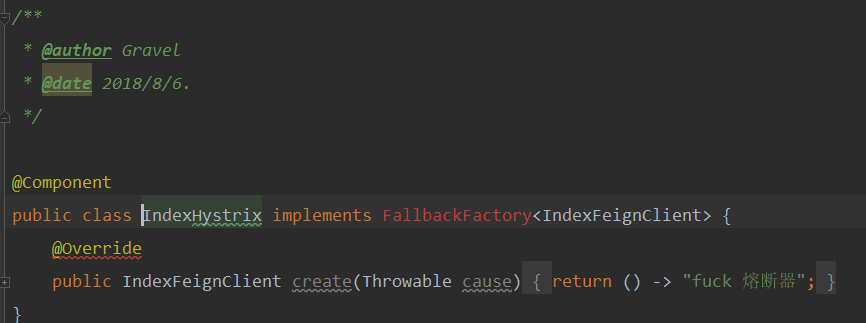 /**
 * @author Gravel
 * @date 2018/8/6.
 */
@Component
public class IndexHystrix implements FallbackFactory<IndexFeignClient> {
    @Override
    public IndexFeignClient create(Throwable cause) { return () -> "fuck 熔断器"; }
}